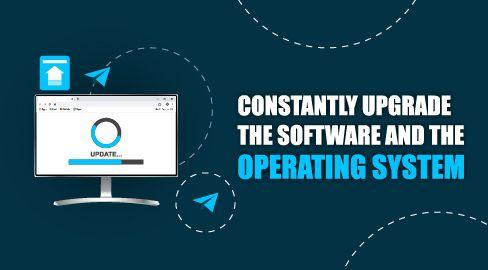 UPDATE...
CONSTANTLY UPGRADE
THE SOFTWARE AND THE
OPERATING SYSTEM